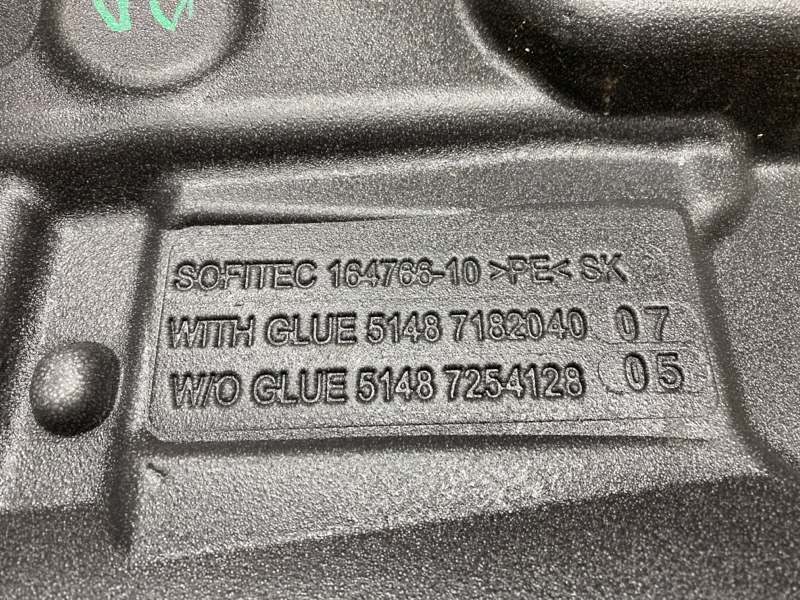 SOFITEC 164766-10 >PE< SK
WITH GLUE 5148 7182040 07
W/O GLUE 5148 7254128 05